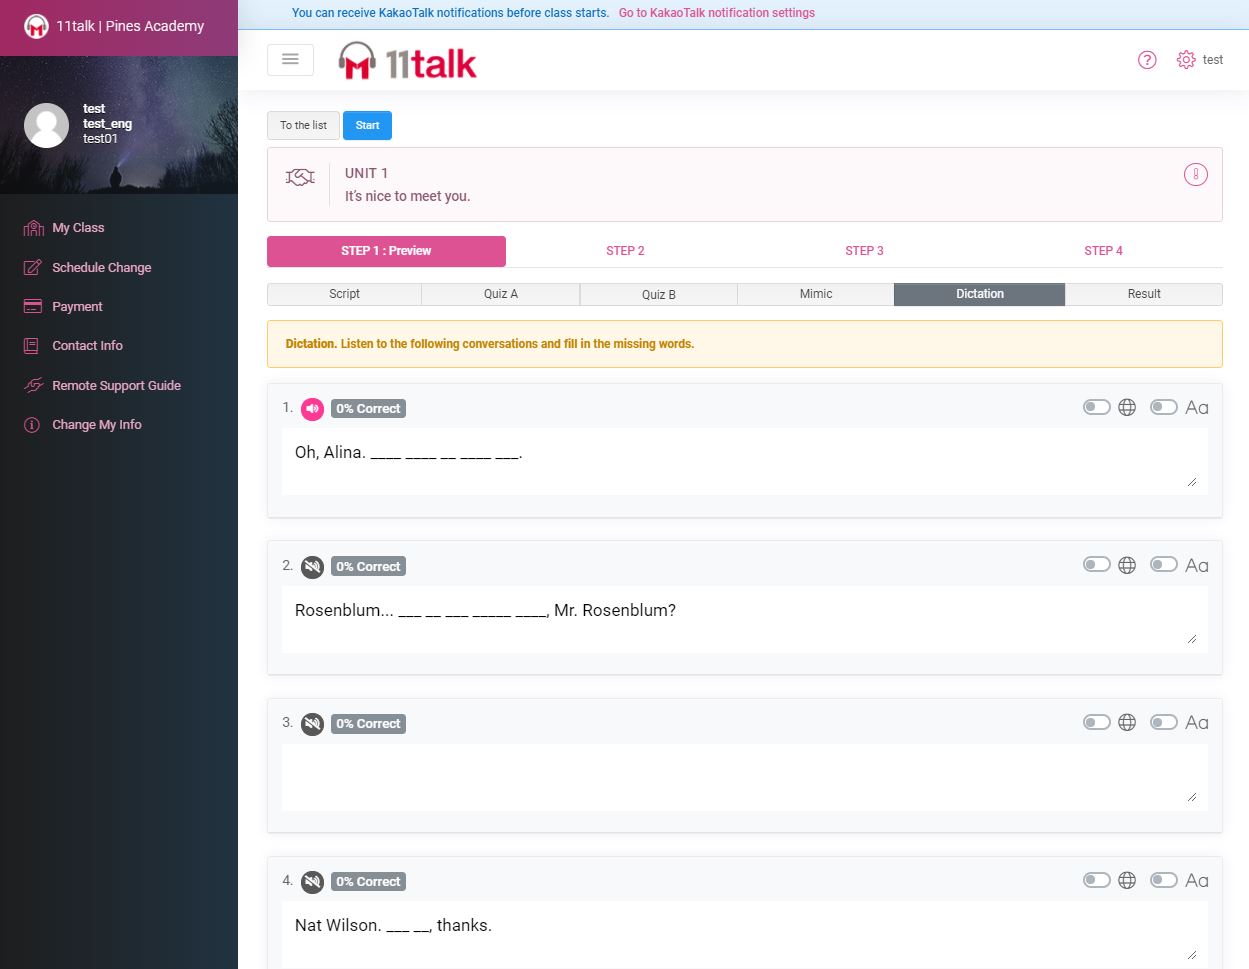 11talk | Pines Academy
You can receive KakaoTalk notifications before class starts. Go to KakaoTalk notification settings
11talk
test
test
test_eng
test01
My Class
Schedule Change
Payment
Contact Info
Remote Support Guide
Change My Info
To the list
Start
UNIT 1
It's nice to meet you.
STEP 1 : Preview
STEP 2
STEP 3
STEP 4
Script
Quiz A
Quiz B
Mimic
Dictation
Result
Dictation. Listen to the following conversations and fill in the missing words.
1. 0% Correct Aa
Oh, Alina. ____ ____ __ ____ ___.
2. 0% Correct Aa
Rosenblum... ___ __ ___ _____ ____, Mr. Rosenblum?
3. 0% Correct Aa
4. 0% Correct Aa
Nat Wilson. ___ __, thanks.